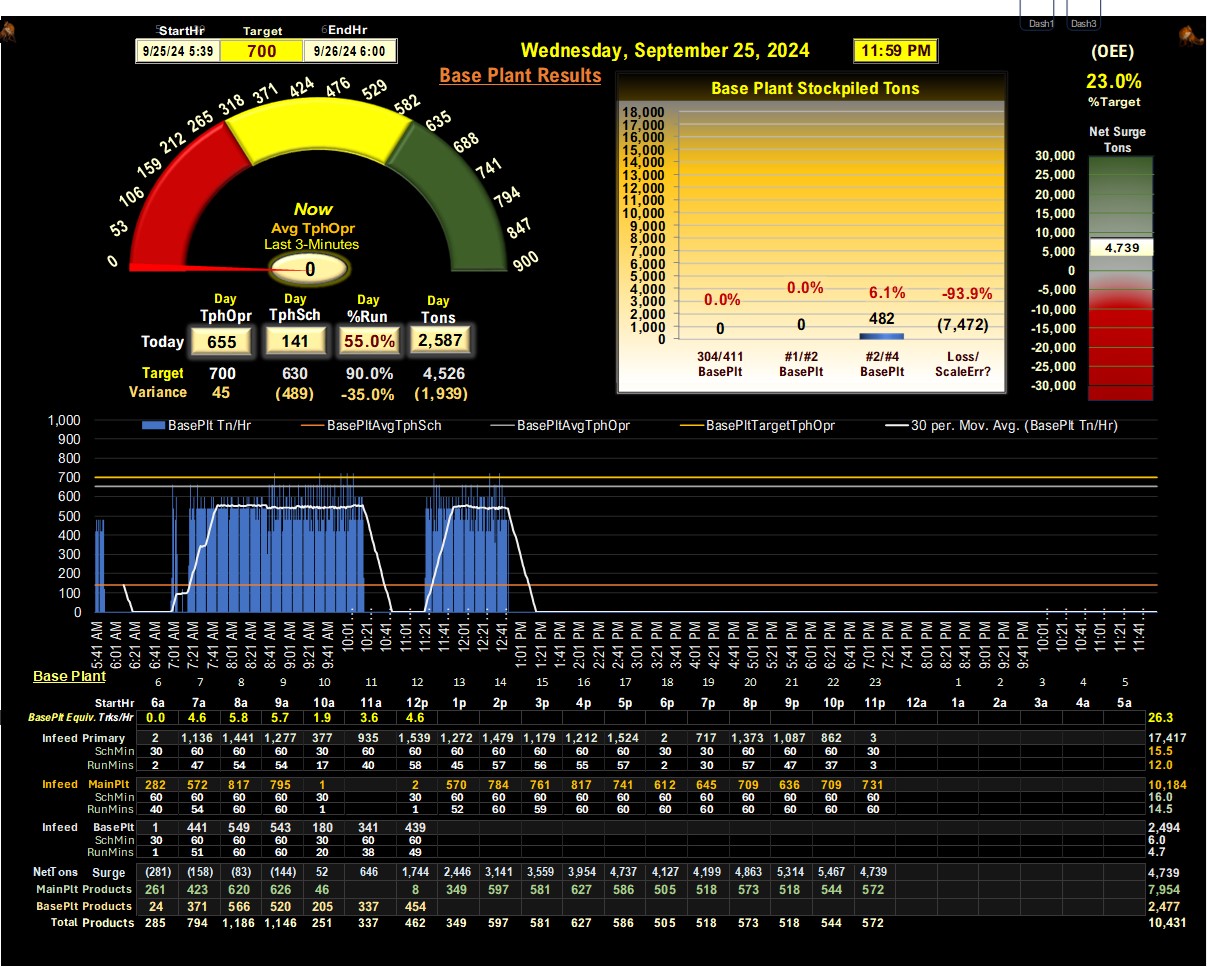 Dash1 Dash3
StartHr Target EndHr
9/25/24 5:39 700 9/26/24 6:00
Wednesday, September 25, 2024 11:59 PM
(OEE)
23.0%
%Target
Base Plant Results
Base Plant Stockpiled Tons
Net Surge
Tons
0 53 106 159 212 265 318 371 424 476 529 582 635 688 741 794 847 900
Now
Avg TphOpr
Last 3-Minutes
0
18,000
17,000
16,000
15,000
14,000
13,000
12,000
11,000
10,000
9,000
8,000
7,000
6,000
5,000
4,000
3,000
2,000
1,000
0
0.0% 0.0% 6.1% -93.9%
0 0 482 (7,472)
304/411 #1/#2 #2/#4 Loss/
BasePlt BasePlt BasePlt ScaleErr?
30,000
25,000
20,000
15,000
10,000
5,000
0
-5,000
-10,000
-15,000
-20,000
-25,000
-30,000
4,739
Day Day Day Day
TphOpr TphSch %Run Tons
Today 655 141 55.0% 2,587
Target 700 630 90.0% 4,526
Variance 45 (489) -35.0% (1,939)
BasePlt Tn/Hr BasePltAvgTphSch BasePltAvgTphOpr BasePltTargetTphOpr 30 per. Mov. Avg. (BasePlt Tn/Hr)
1,000
900
800
700
600
500
400
300
200
100
0
5:41 AM 6:01 AM 6:21 AM 6:41 AM 7:01 AM 7:21 AM 7:41 AM 8:01 AM 8:21 AM 8:41 AM 9:01 AM 9:21 AM 9:41 AM 10:01... 10:21... 10:41... 11:01... 11:21... 11:41... 12:01... 12:21... 12:41... 1:01 PM 1:21 PM 1:41 PM 2:01 PM 2:21 PM 2:41 PM 3:01 PM 3:21 PM 3:41 PM 4:01 PM 4:21 PM 4:41 PM 5:01 PM 5:21 PM 5:41 PM 6:01 PM 6:21 PM 6:41 PM 7:01 PM 7:21 PM 7:41 PM 8:01 PM 8:21 PM 8:41 PM 9:01 PM 9:21 PM 9:41 PM 10:01... 10:21... 10:41... 11:01... 11:21... 11:41...
Base Plant 6 7 8 9 10 11 12 13 14 15 16 17 18 19 20 21 22 23 1 2 3 4 5
StartHr 6a 7a 8a 9a 10a 11a 12p 1p 2p 3p 4p 5p 6p 7p 8p 9p 10p 11p 12a 1a 2a 3a 4a 5a
BasePlt Equiv. Trks/Hr 0.0 4.6 5.8 5.7 1.9 3.6 4.6 26.3
Infeed Primary 2 1,136 1,441 1,277 377 935 1,539 1,272 1,479 1,179 1,212 1,524 2 717 1,373 1,087 862 3 17,417
SchMin 30 60 60 60 30 60 60 60 60 60 60 60 30 30 60 60 60 30 15.5
RunMins 2 47 54 54 17 40 58 45 57 56 55 57 2 30 57 47 37 3 12.0
Infeed MainPlt 282 572 817 795 1 2 570 784 761 817 741 612 645 709 636 709 731 10,184
SchMin 60 60 60 60 30 30 60 60 60 60 60 60 60 60 60 60 60 16.0
RunMins 40 54 60 60 1 1 52 60 59 60 60 60 60 60 60 60 60 14.5
Infeed BasePlt 1 441 549 543 180 341 439 2,494
SchMin 30 60 60 60 30 60 60 6.0
RunMins 1 51 60 60 20 38 49 4.7
NetTons Surge (281) (158) (83) (144) 52 646 1,744 2,446 3,141 3,559 3,954 4,737 4,127 4,199 4,863 5,314 5,467 4,739 4,739
MainPlt Products 261 423 620 626 46 8 349 597 581 627 586 505 518 573 518 544 572 7,954
BasePlt Products 24 371 566 520 205 337 454 2,477
Total Products 285 794 1,186 1,146 251 337 462 349 597 581 627 586 505 518 573 518 544 572 10,431